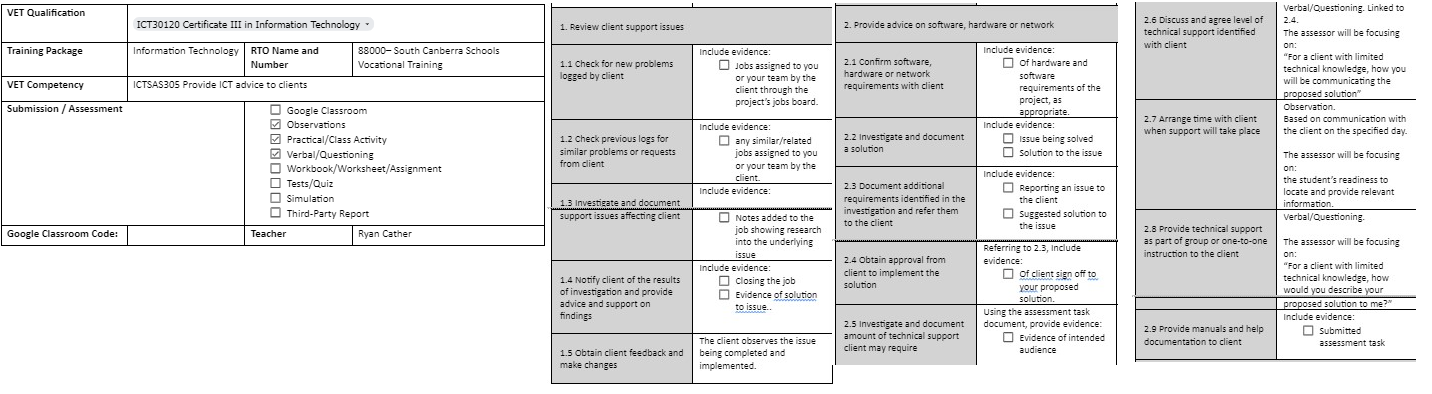 VET Qualification
ICT30120 Certificate III in Information Technology
Training Package
Information Technology
RTO Name and
Number
88000– South Canberra Schools
Vocational Training
VET Competency
ICTSAS305 Provide ICT advice to clients
Submission / Assessment
Google Classroom
Observations
Practical/Class Activity
Verbal/Questioning
Workbook/Worksheet/Assignment
Tests/Quiz
Simulation
Third-Party Report
Google Classroom Code:
Teacher
Ryan Cather
1. Review client support issues
1.1 Check for new problems
logged by client
Include evidence:
Jobs assigned to you
or your team by the
client through the
project's jobs board.
1.2 Check previous logs for
similar problems or requests
from client
Include evidence:
any similar/related
jobs assigned to you
or your team by the
client.
1.3 Investigate and document
support issues affecting client
Include evidence:
Notes added to the
job showing research
into the underlying
issue
1.4 Notify client of the results
of investigation and provide
advice and support on
findings
Include evidence:
Closing the job
Evidence of solution
to issue..
1.5 Obtain client feedback and
make changes
The client observes the issue
being completed and
implemented.
2. Provide advice on software, hardware or network
2.1 Confirm software,
hardware or network
requirements with client
Include evidence:
Of hardware and
software
requirements of the
project, as
appropriate.
2.2 Investigate and document
a solution
Include evidence:
Issue being solved
Solution to the issue
2.3 Document additional
requirements identified in the
investigation and refer them
to the client
Include evidence:
Reporting an issue to
the client
Suggested solution to
the issue
2.4 Obtain approval from
client to implement the
solution
Referring to 2.3, Include
evidence:
Of client sign off to
your proposed
solution.
2.5 Investigate and document
amount of technical support
client may require
Using the assessment task
document, provide evidence:
Evidence of intended
audience
2.6 Discuss and agree level of
technical support identified
with client
Verbal/Questioning. Linked to
2.4.
The assessor will be focusing
on:
"For a client with limited
technical knowledge, how you
will be communicating the
proposed solution"
2.7 Arrange time with client
when support will take place
Observation.
Based on communication with
the client on the specified day.
The assessor will be focusing
on:
the student's readiness to
locate and provide relevant
information.
2.8 Provide technical support
as part of group or one-to-one
instruction to the client
Verbal/Questioning.
The assessor will be focusing
on:
"For a client with limited
technical knowledge, how
would you describe your
proposed solution to me?"
2.9 Provide manuals and help
documentation to client
Include evidence:
Submitted
assessment task